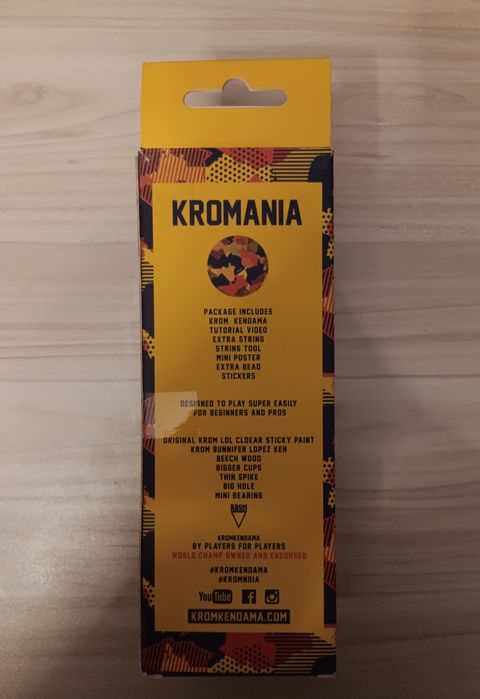 KROMANIA
PACKAGE INCLUDES
KROM KENDAMA
TUTORIAL VIDEO
EXTRA STRING
STRING TOOL
MINI POSTER
EXTRA BEAD
STICKERS
DESIGNED TO PLAY SUPER EASILY
FOR BEGINNERS AND PROS
ORIGINAL KROM LOL CLOEAR STICKY PAINT
KROM BUNNIFER LOPEZ KEN
BEECH WOOD
BIGGER CUPS
THIN SPIKE
BIG HOLE
MINI BEARING
KROM
KROMKENDAMA
BY PLAYERS FOR PLAYERS
WORLD CHAMP OWNED AND ENDORSED
#KROMKENDAMA
#KROMNOIA
YouTube f
KROMKENDAMA.COM